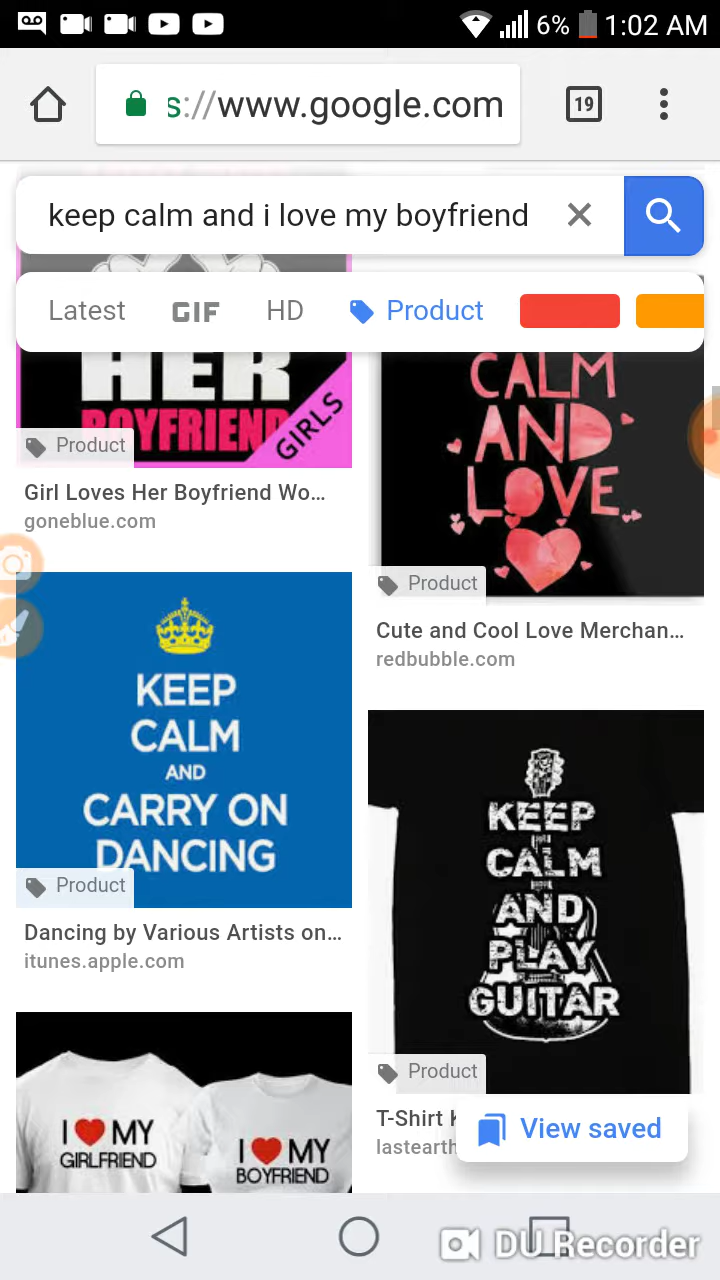 6% 1:02 AM
s://www.google.com
19
keep calm and i love my boyfriend
Latest GIF HD Product
HER
BOYFRIEND
GIRLS
Product
Girl Loves Her Boyfriend Wo...
goneblue.com
CALM
AND
LOVE
Product
Cute and Cool Love Merchan...
redbubble.com
KEEP
CALM
AND
CARRY ON
DANCING
Product
Dancing by Various Artists on...
itunes.apple.com
KEEP
CALM
AND
PLAY
GUITAR
Product
T-Shirt K
lastearth
I ❤ MY
GIRLFRIEND
I ❤ MY
BOYFRIEND
View saved
DU Recorder